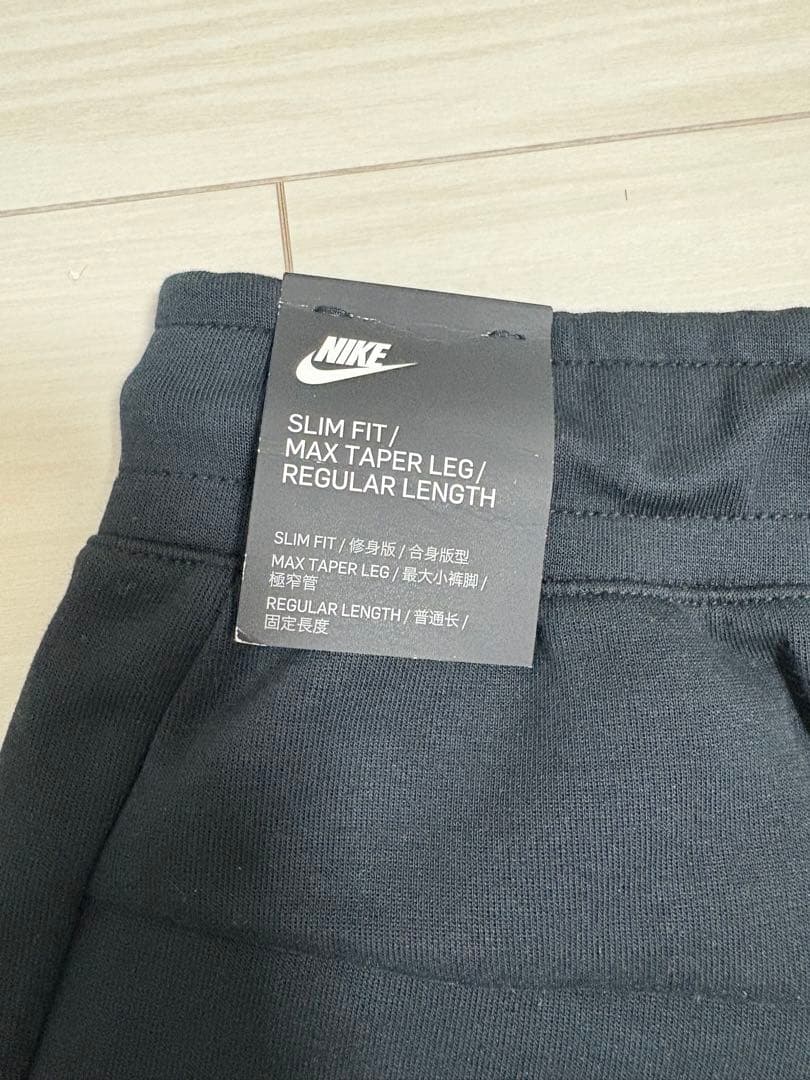 NIKE
SLIM FIT/
MAX TAPER LEG/
REGULAR LENGTH
SLIM FIT / 修身版 / 合身版型
MAX TAPER LEG / 最大小裤脚 /
極窄管
REGULAR LENGTH / 普通长 /
固定長度